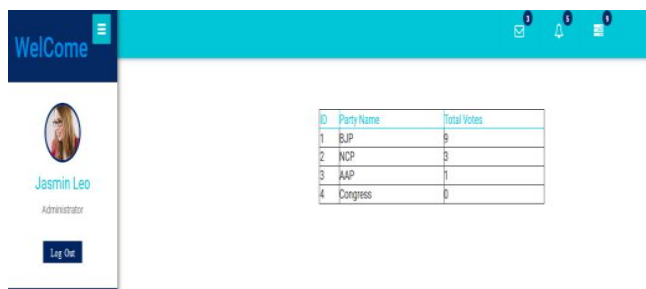 WelCome
3 5 9
Jasmin Leo
Administrator
Log Out
ID Party Name Total Votes
1 BJP 9
2 NCP 3
3 AAP 1
4 Congress 0